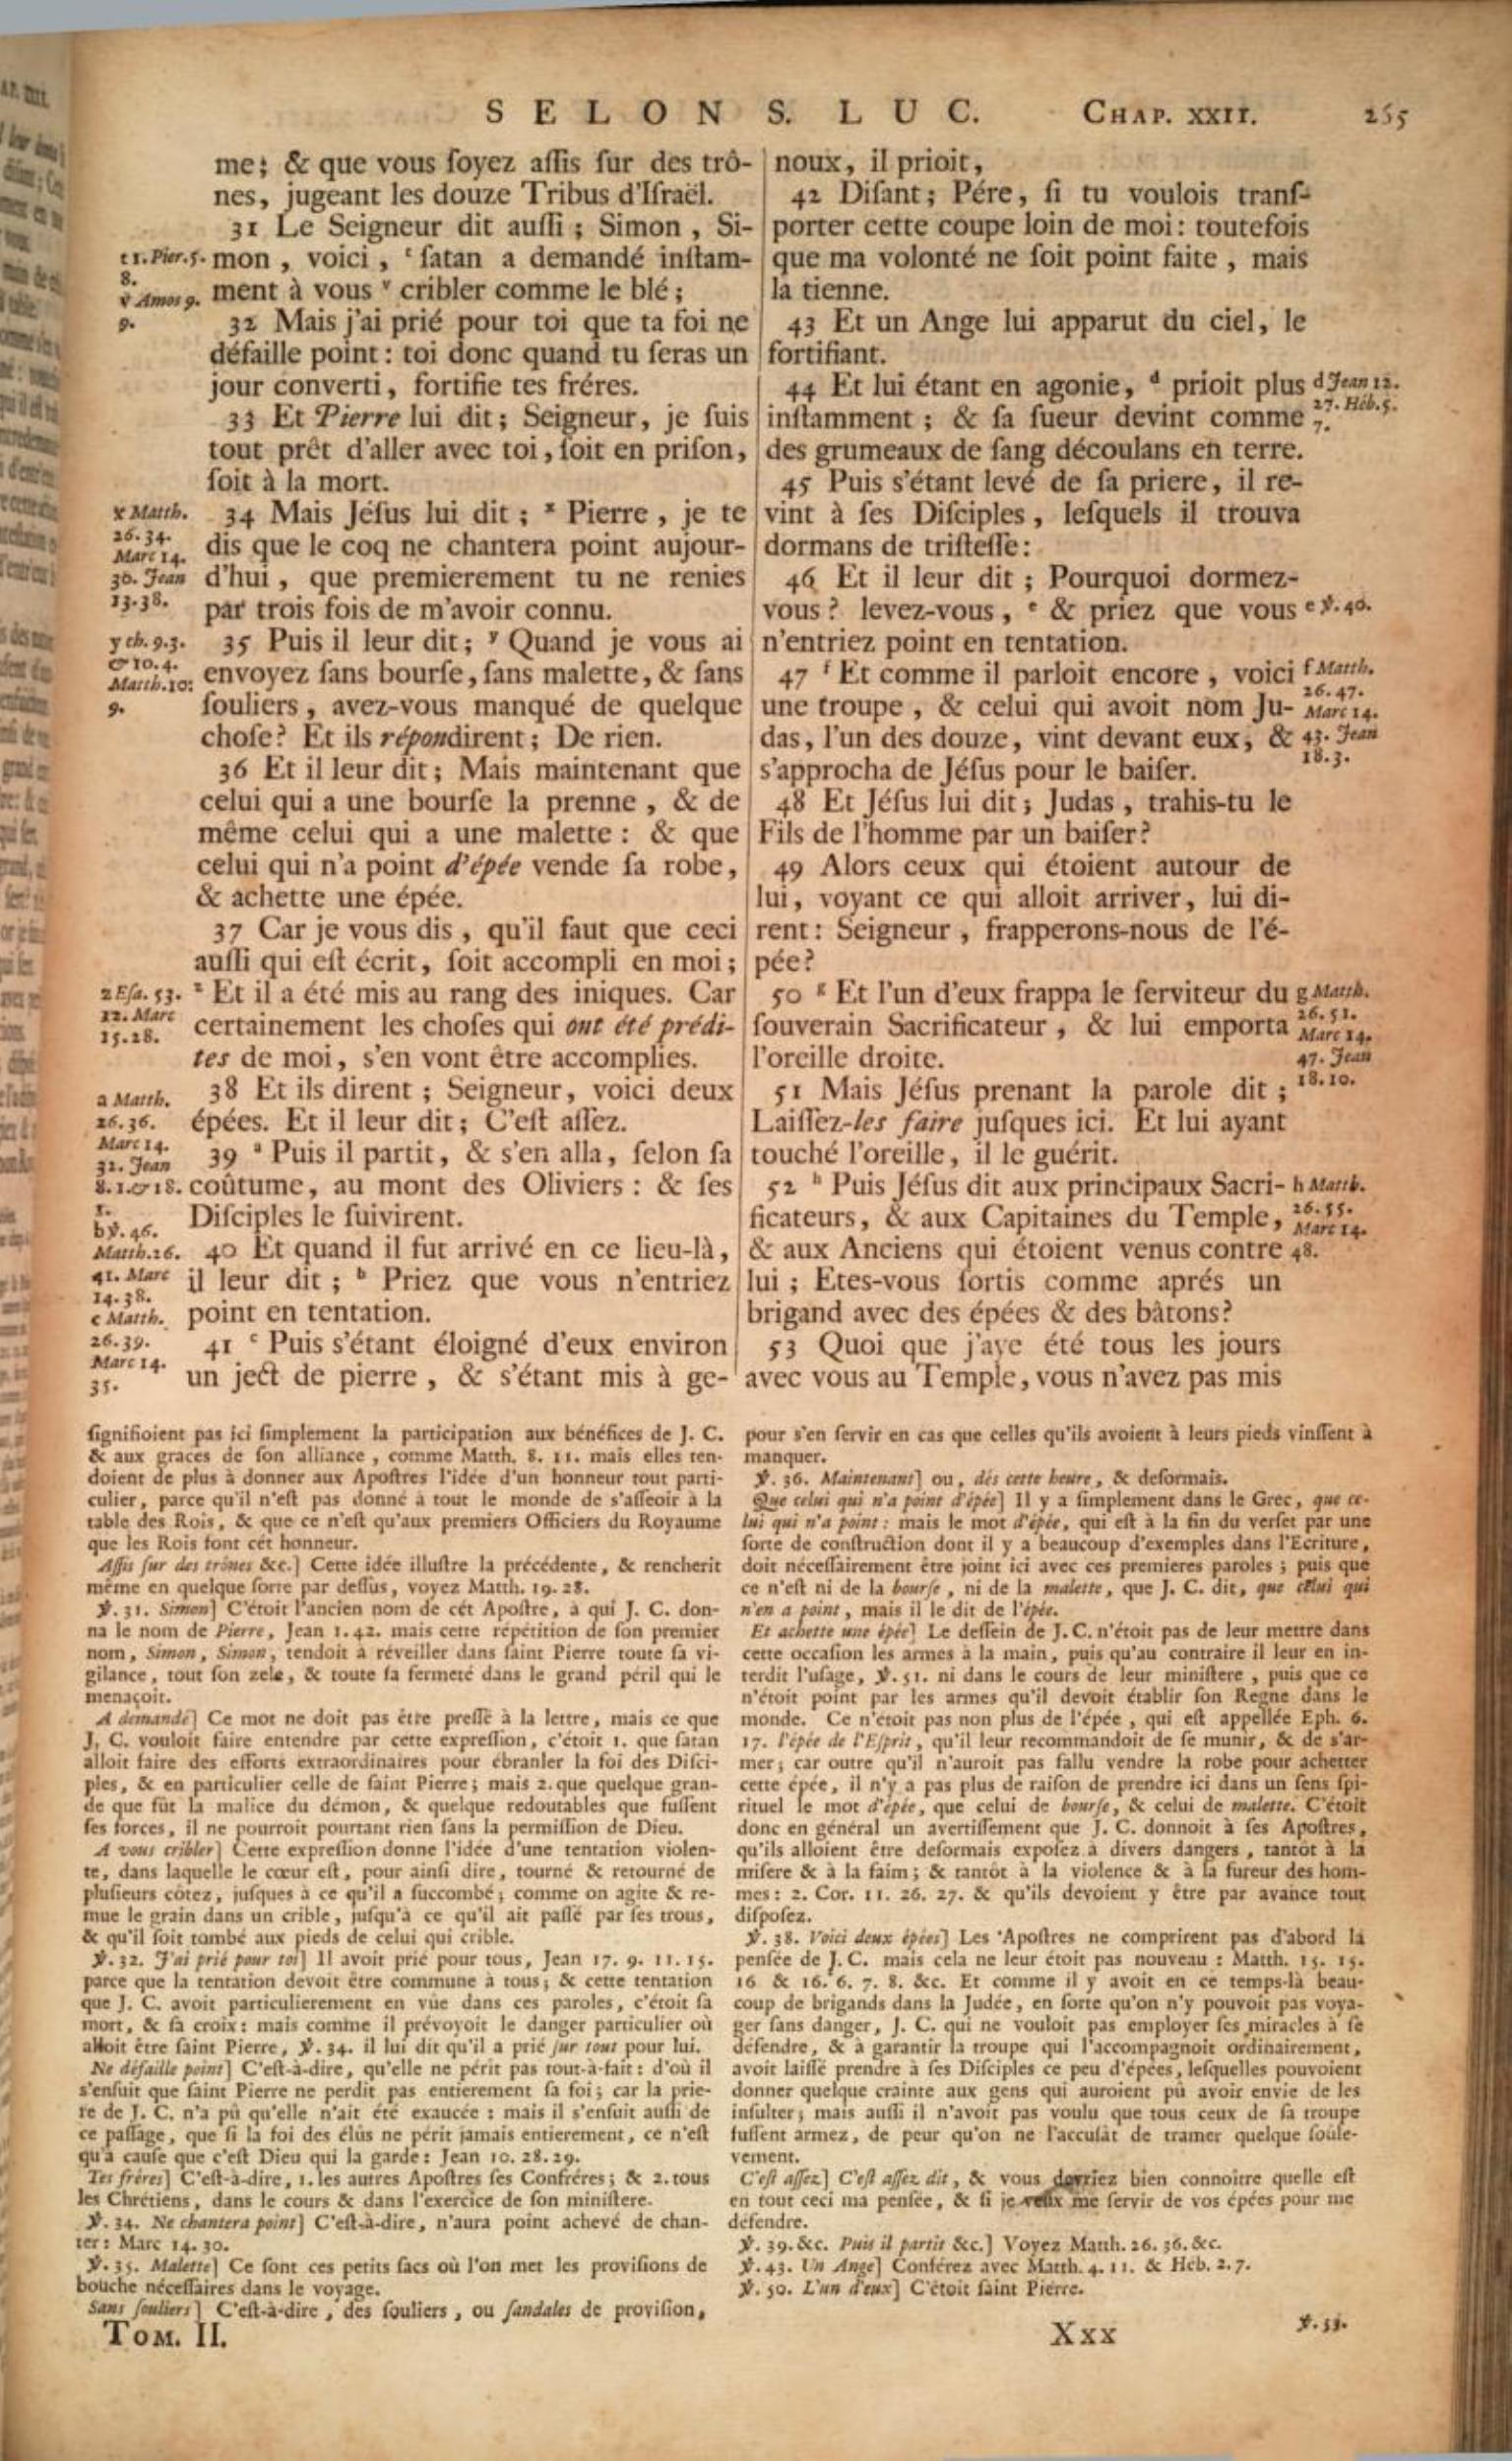 SELON S. LUC. CHAP. XXII. 265
me; & que vous ſoyez aſſis ſur des trô-
nes, jugeant les douze Tribus d'Iſraël.
31 Le Seigneur dit auſſi; Simon, Si-
mon, voici, ᵗ ſatan a demandé inſtam-
ment à vous ᵛ cribler comme le blé;
32 Mais j'ai prié pour toi que ta foi ne
défaille point: toi donc quand tu ſeras un
jour converti, fortifie tes fréres.
33 Et Pierre lui dit; Seigneur, je ſuis
tout prêt d'aller avec toi, ſoit en priſon,
ſoit à la mort.
34 Mais Jéſus lui dit; ˣ Pierre, je te
dis que le coq ne chantera point aujour-
d'hui, que premierement tu ne renies
par trois fois de m'avoir connu.
35 Puis il leur dit; ʸ Quand je vous ai
envoyez ſans bourſe, ſans malette, & ſans
ſouliers, avez-vous manqué de quelque
choſe? Et ils répondirent; De rien.
36 Et il leur dit; Mais maintenant que
celui qui a une bourſe la prenne, & de
même celui qui a une malette: & que
celui qui n'a point d'épée vende ſa robe,
& achette une épée.
37 Car je vous dis, qu'il faut que ceci
auſſi qui eſt écrit, ſoit accompli en moi;
ᶻ Et il a été mis au rang des iniques. Car
certainement les choſes qui ont été prédi-
tes de moi, s'en vont être accomplies.
38 Et ils dirent; Seigneur, voici deux
épées. Et il leur dit; C'eſt aſſez.
39 ᵃ Puis il partit, & s'en alla, ſelon ſa
coûtume, au mont des Oliviers: & ſes
Diſciples le ſuivirent.
40 Et quand il fut arrivé en ce lieu-là,
il leur dit; ᵇ Priez que vous n'entriez
point en tentation.
41 ᶜ Puis s'étant éloigné d'eux environ
un ject de pierre, & s'étant mis à ge-
t 1. Pier. 5.
8.
v Amos 9.
9.
x Matth.
26. 34.
Marc 14.
30. Jean
13. 38.
y ch. 9. 3.
& 10. 4.
Matth. 10:
9.
z Eſa. 53.
12. Marc
15. 28.
a Matth.
26. 36.
Marc 14.
32. Jean
8. 1. & 18.
1.
b ℣. 46.
Matth. 26.
41. Marc
14. 38.
c Matth.
26. 39.
Marc 14.
35.
noux, il prioit,
42 Diſant; Pére, ſi tu voulois tranſ-
porter cette coupe loin de moi: toutefois
que ma volonté ne ſoit point faite, mais
la tienne.
43 Et un Ange lui apparut du ciel, le
fortifiant.
44 Et lui étant en agonie, ᵈ prioit plus
inſtamment; & ſa ſueur devint comme
des grumeaux de ſang découlans en terre.
45 Puis s'étant levé de ſa priere, il re-
vint à ſes Diſciples, leſquels il trouva
dormans de triſteſſe:
46 Et il leur dit; Pourquoi dormez-
vous? levez-vous, ᵉ & priez que vous
n'entriez point en tentation.
47 ᶠ Et comme il parloit encore, voici
une troupe, & celui qui avoit nom Ju-
das, l'un des douze, vint devant eux, &
s'approcha de Jéſus pour le baiſer.
48 Et Jéſus lui dit; Judas, trahis-tu le
Fils de l'homme par un baiſer?
49 Alors ceux qui étoient autour de
lui, voyant ce qui alloit arriver, lui di-
rent: Seigneur, frapperons-nous de l'é-
pée?
50 ᵍ Et l'un d'eux frappa le ſerviteur du
ſouverain Sacrificateur, & lui emporta
l'oreille droite.
51 Mais Jéſus prenant la parole dit;
Laiſſez-les faire juſques ici. Et lui ayant
touché l'oreille, il le guérit.
52 ʰ Puis Jéſus dit aux principaux Sacri-
ficateurs, & aux Capitaines du Temple,
& aux Anciens qui étoient venus contre
lui; Etes-vous ſortis comme aprés un
brigand avec des épées & des bâtons?
53 Quoi que j'aye été tous les jours
avec vous au Temple, vous n'avez pas mis
d Jean 12.
27. Héb. 5.
7.
e ℣. 40.
f Matth.
26. 47.
Marc 14.
43. Jean
18. 3.
g Matth.
26. 51.
Marc 14.
47. Jean
18. 10.
h Matth.
26. 55.
Marc 14.
48.
ſignifioient pas ici ſimplement la participation aux bénéfices de J. C.
& aux graces de ſon alliance, comme Matth. 8. 11. mais elles ten-
doient de plus à donner aux Apoſtres l'idée d'un honneur tout parti-
culier, parce qu'il n'eſt pas donné à tout le monde de s'aſſeoir à la
table des Rois, & que ce n'eſt qu'aux premiers Officiers du Royaume
que les Rois font cét honneur.
Aſſis ſur des trônes &c.] Cette idée illuſtre la précédente, & rencherit
même en quelque ſorte par deſſus, voyez Matth. 19. 28.
℣. 31. Simon] C'étoit l'ancien nom de cét Apoſtre, à qui J. C. don-
na le nom de Pierre, Jean 1. 42. mais cette répétition de ſon premier
nom, Simon, Simon, tendoit à réveiller dans ſaint Pierre toute ſa vi-
gilance, tout ſon zele, & toute ſa fermeté dans le grand péril qui le
menaçoit.
A demandé] Ce mot ne doit pas être preſſé à la lettre, mais ce que
J. C. vouloit faire entendre par cette expreſſion, c'étoit 1. que ſatan
alloit faire des efforts extraordinaires pour ébranler la foi des Diſci-
ples, & en particulier celle de ſaint Pierre; mais 2. que quelque gran-
de que fût la malice du démon, & quelque redoutables que fuſſent
ſes forces, il ne pourroit pourtant rien ſans la permiſſion de Dieu.
A vous cribler] Cette expreſſion donne l'idée d'une tentation violen-
te, dans laquelle le cœur eſt, pour ainſi dire, tourné & retourné de
pluſieurs côtez, juſques à ce qu'il a ſuccombé; comme on agite & re-
mue le grain dans un crible, juſqu'à ce qu'il ait paſſé par ſes trous,
& qu'il ſoit tombé aux pieds de celui qui crible.
℣. 32. J'ai prié pour toi] Il avoit prié pour tous, Jean 17. 9. 11. 15.
parce que la tentation devoit être commune à tous; & cette tentation
que J. C. avoit particulierement en vûe dans ces paroles, c'étoit ſa
mort, & ſa croix: mais comme il prévoyoit le danger particulier où
alloit être ſaint Pierre, ℣. 34. il lui dit qu'il a prié ſur tout pour lui.
Ne défaille point] C'eſt-à-dire, qu'elle ne périt pas tout-à-fait: d'où il
s'enſuit que ſaint Pierre ne perdit pas entierement ſa foi; car la prie-
re de J. C. n'a pû qu'elle n'ait été exaucée: mais il s'enſuit auſſi de
ce paſſage, que ſi la foi des élûs ne périt jamais entierement, ce n'eſt
qu'à cauſe que c'eſt Dieu qui la garde: Jean 10. 28. 29.
Tes fréres] C'eſt-à-dire, 1. les autres Apoſtres ſes Confréres; & 2. tous
les Chrétiens, dans le cours & dans l'exercice de ſon miniſtere.
℣. 34. Ne chantera point] C'eſt-à-dire, n'aura point achevé de chan-
ter: Marc 14. 30.
℣. 35. Malette] Ce ſont ces petits ſacs où l'on met les proviſions de
bouche néceſſaires dans le voyage.
Sans ſouliers] C'eſt-à-dire, des ſouliers, ou ſandales de proviſion,
pour s'en ſervir en cas que celles qu'ils avoient à leurs pieds vinſſent à
manquer.
℣. 36. Maintenant] ou, dés cette heure, & deſormais.
Que celui qui n'a point d'épée] Il y a ſimplement dans le Grec, que ce-
lui qui n'a point: mais le mot d'épée, qui eſt à la fin du verſet par une
ſorte de conſtruction dont il y a beaucoup d'exemples dans l'Ecriture,
doit néceſſairement être joint ici avec ces premieres paroles; puis que
ce n'eſt ni de la bourſe, ni de la malette, que J. C. dit, que celui qui
n'en a point, mais il le dit de l'épée.
Et achette une épée] Le deſſein de J. C. n'étoit pas de leur mettre dans
cette occaſion les armes à la main, puis qu'au contraire il leur en in-
terdit l'uſage, ℣. 51. ni dans le cours de leur miniſtere, puis que ce
n'étoit point par les armes qu'il devoit établir ſon Regne dans le
monde. Ce n'étoit pas non plus de l'épée, qui eſt appellée Eph. 6.
17. l'épée de l'Eſprit, qu'il leur recommandoit de ſe munir, & de s'ar-
mer; car outre qu'il n'auroit pas fallu vendre la robe pour achetter
cette épée, il n'y a pas plus de raiſon de prendre ici dans un ſens ſpi-
rituel le mot d'épée, que celui de bourſe, & celui de malette. C'étoit
donc en général un avertiſſement que J. C. donnoit à ſes Apoſtres,
qu'ils alloient être deſormais expoſez à divers dangers, tantôt à la
miſere & à la faim; & tantôt à la violence & à la fureur des hom-
mes: 2. Cor. 11. 26. 27. & qu'ils devoient y être par avance tout
diſpoſez.
℣. 38. Voici deux épées] Les Apoſtres ne comprirent pas d'abord la
penſée de J. C. mais cela ne leur étoit pas nouveau: Matth. 15. 15.
16 & 16. 6. 7. 8. &c. Et comme il y avoit en ce temps-là beau-
coup de brigands dans la Judée, en ſorte qu'on n'y pouvoit pas voya-
ger ſans danger, J. C. qui ne vouloit pas employer ſes miracles à ſe
défendre, & à garantir la troupe qui l'accompagnoit ordinairement,
avoit laiſſé prendre à ſes Diſciples ce peu d'épées, leſquelles pouvoient
donner quelque crainte aux gens qui auroient pû avoir envie de les
inſulter; mais auſſi il n'avoit pas voulu que tous ceux de ſa troupe
fuſſent armez, de peur qu'on ne l'accuſât de tramer quelque ſoûle-
vement.
C'eſt aſſez] C'eſt aſſez dit, & vous devriez bien connoître quelle eſt
en tout ceci ma penſée, & ſi je veux me ſervir de vos épées pour me
défendre.
℣. 39. &c. Puis il partit &c.] Voyez Matth. 26. 36. &c.
℣. 43. Un Ange] Conférez avec Matth. 4. 11. & Heb. 2. 7.
℣. 50. L'un d'eux] C'étoit ſaint Pierre.
TOM. II. Xxx ℣. 53.